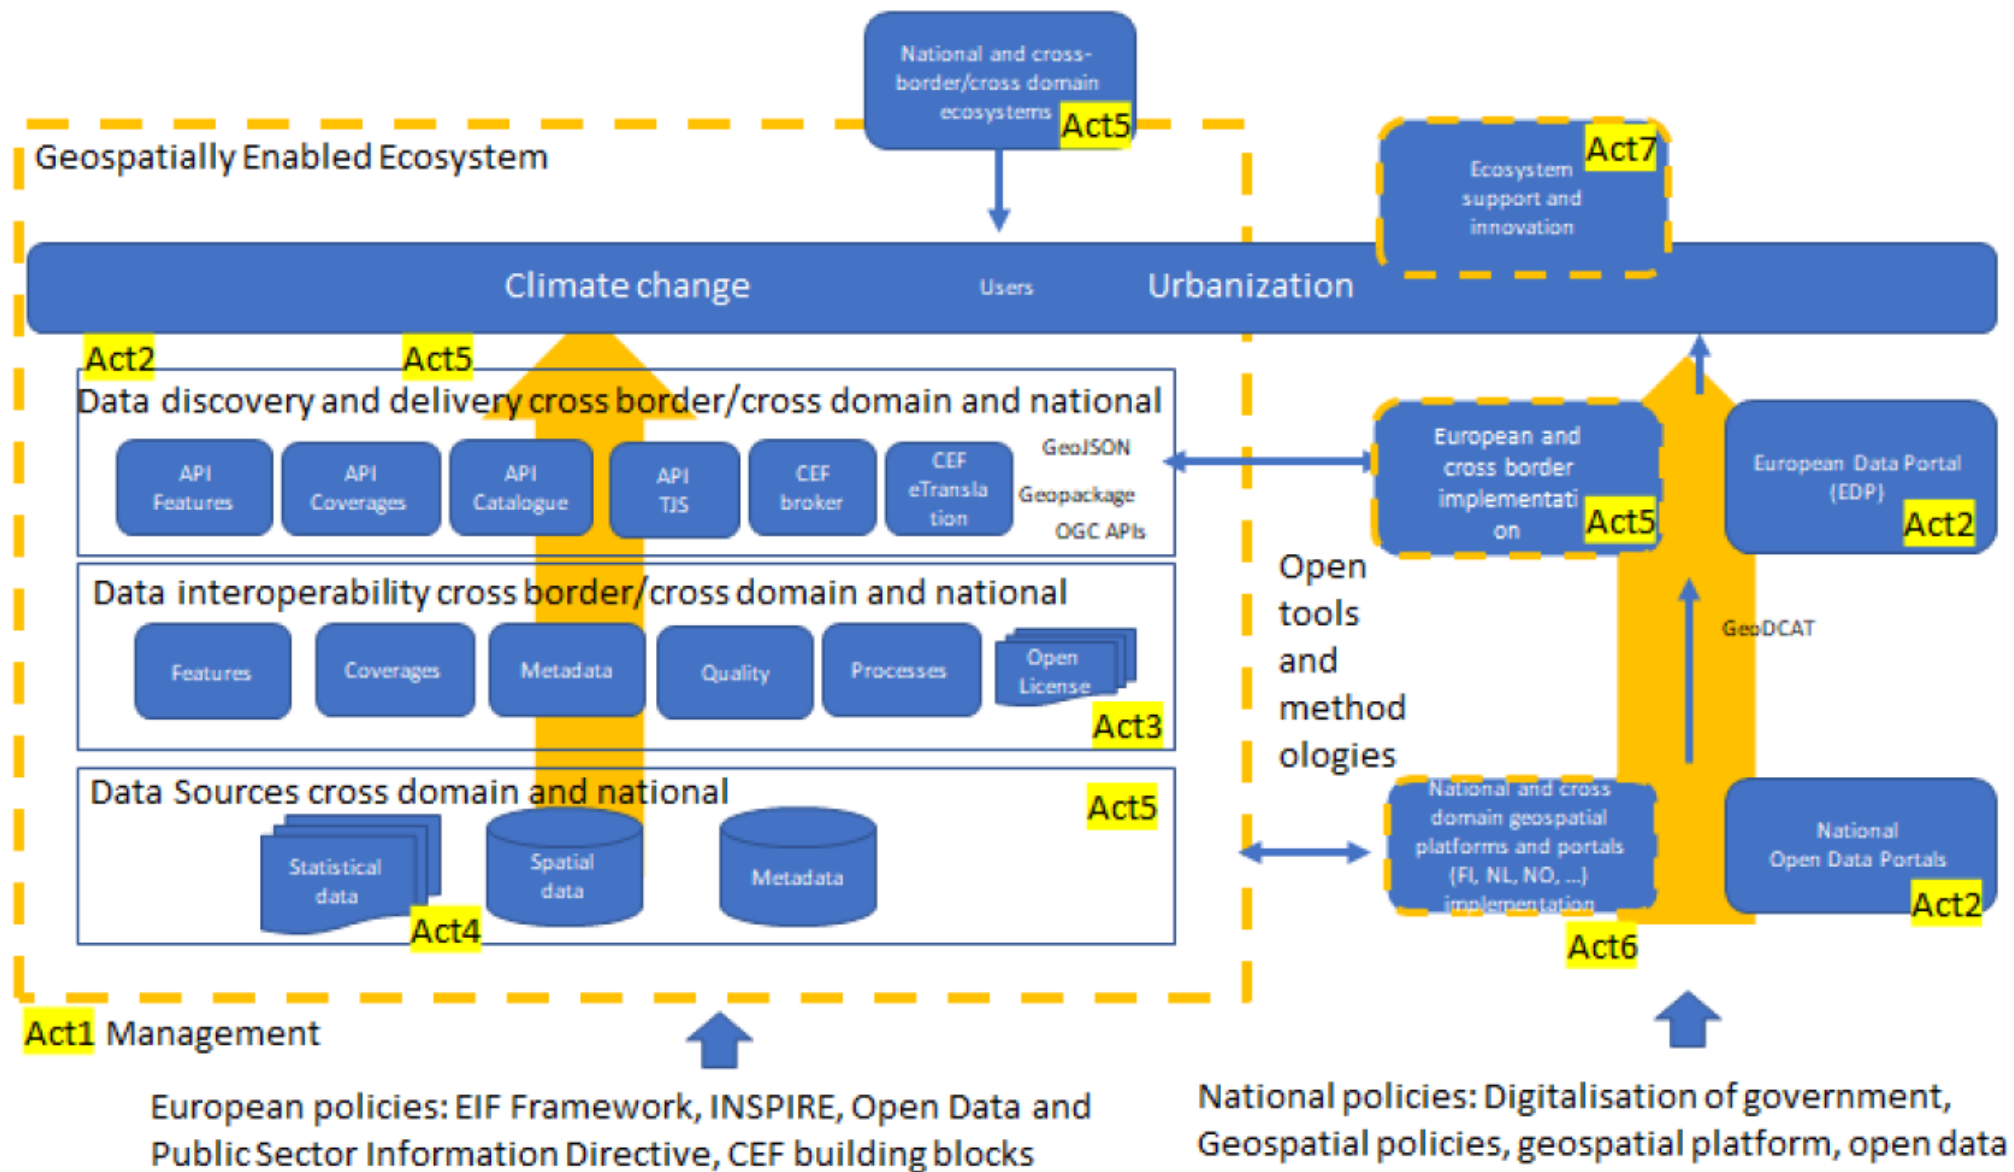 National and cross-
border/cross domain
ecosystems
Act5
Geospatially Enabled Ecosystem
Act7
Ecosystem
support and
innovation
Climate change
Users
Urbanization
Act2
Act5
Data discovery and delivery cross border/cross domain and national
API
Features
API
Coverages
API
Catalogue
API
TJS
CEF
broker
CEF
eTransla
tion
GeoJSON
Geopackage
OGC APIs
European and
cross border
implementati
on
Act5
European Data Portal
(EDP)
Act2
Data interoperability cross border/cross domain and national
Features
Coverages
Metadata
Quality
Processes
Open
License
Act3
Open
tools
and
method
ologies
GeoDCAT
Data Sources cross domain and national
Act5
Statistical
data
Act4
Spatial
data
Metadata
National and cross
domain geospatial
platforms and portals
(FI, NL, NO, ...)
implementation
Act6
National
Open Data Portals
Act2
Act1 Management
European policies: EIF Framework, INSPIRE, Open Data and
Public Sector Information Directive, CEF building blocks
National policies: Digitalisation of government,
Geospatial policies, geospatial platform, open data